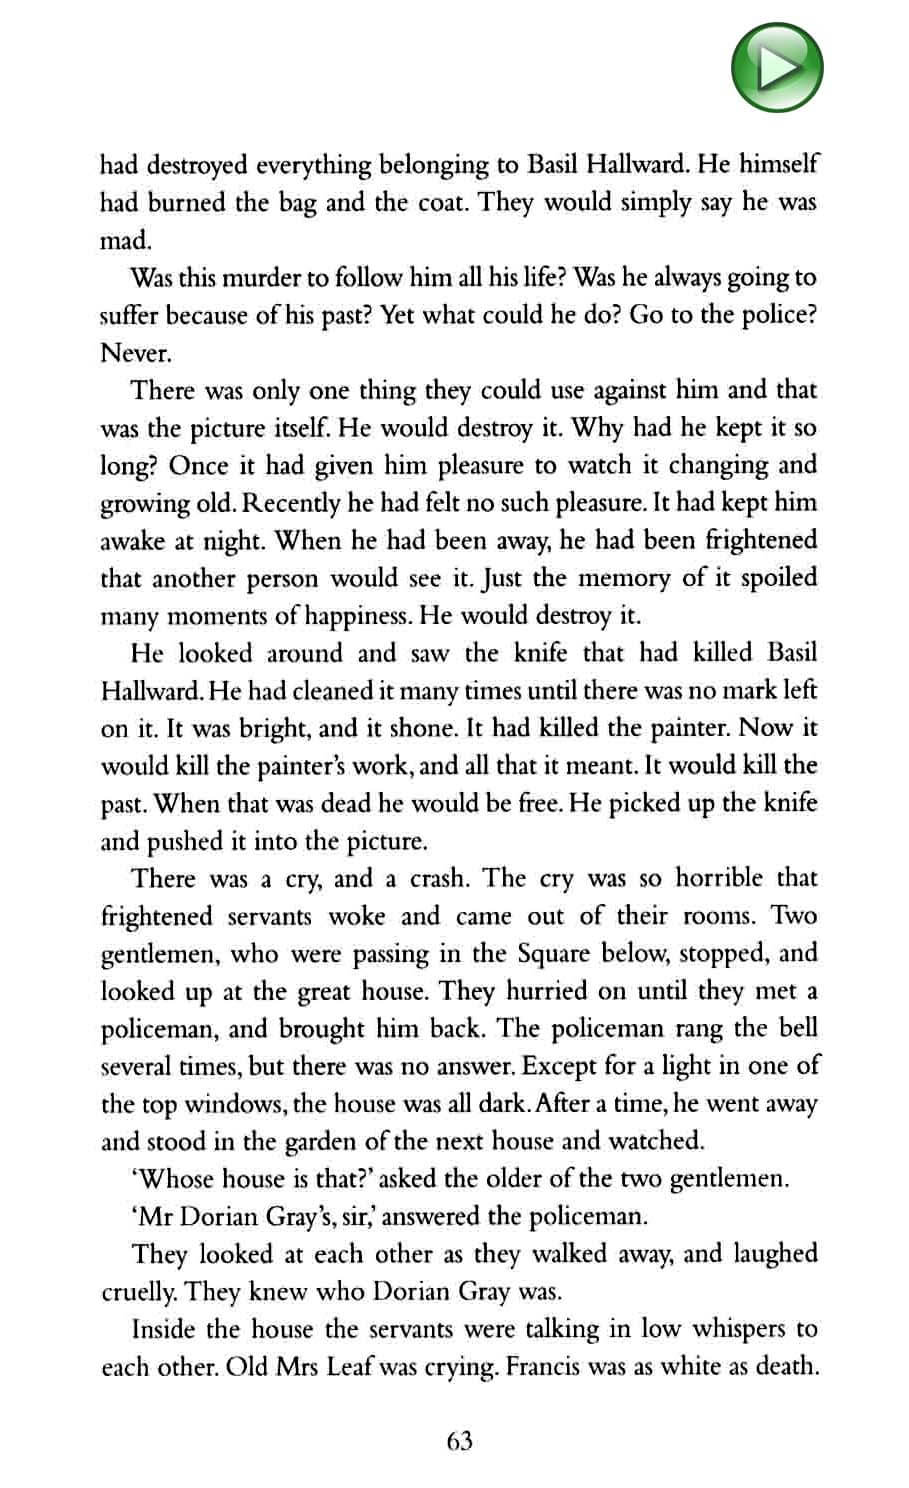 had destroyed everything belonging to Basil Hallward. He himself
had burned the bag and the coat. They would simply say he was
mad.
Was this murder to follow him all his life? Was he always going to
suffer because of his past? Yet what could he do? Go to the police?
Never.
There was only one thing they could use against him and that
was the picture itself. He would destroy it. Why had he kept it so
long? Once it had given him pleasure to watch it changing and
growing old. Recently he had felt no such pleasure. It had kept him
awake at night. When he had been away, he had been frightened
that another person would see it. Just the memory of it spoiled
many moments of happiness. He would destroy it.
He looked around and saw the knife that had killed Basil
Hallward. He had cleaned it many times until there was no mark left
on it. It was bright, and it shone. It had killed the painter. Now it
would kill the painter's work, and all that it meant. It would kill the
past. When that was dead he would be free. He picked up the knife
and pushed it into the picture.
There was a cry, and a crash. The cry was so horrible that
frightened servants woke and came out of their rooms. Two
gentlemen, who were passing in the Square below, stopped, and
looked up at the great house. They hurried on until they met a
policeman, and brought him back. The policeman rang the bell
several times, but there was no answer. Except for a light in one of
the top windows, the house was all dark. After a time, he went away
and stood in the garden of the next house and watched.
‘Whose house is that?’ asked the older of the two gentlemen.
‘Mr Dorian Gray’s, sir,’ answered the policeman.
They looked at each other as they walked away, and laughed
cruelly. They knew who Dorian Gray was.
Inside the house the servants were talking in low whispers to
each other. Old Mrs Leaf was crying. Francis was as white as death.
63